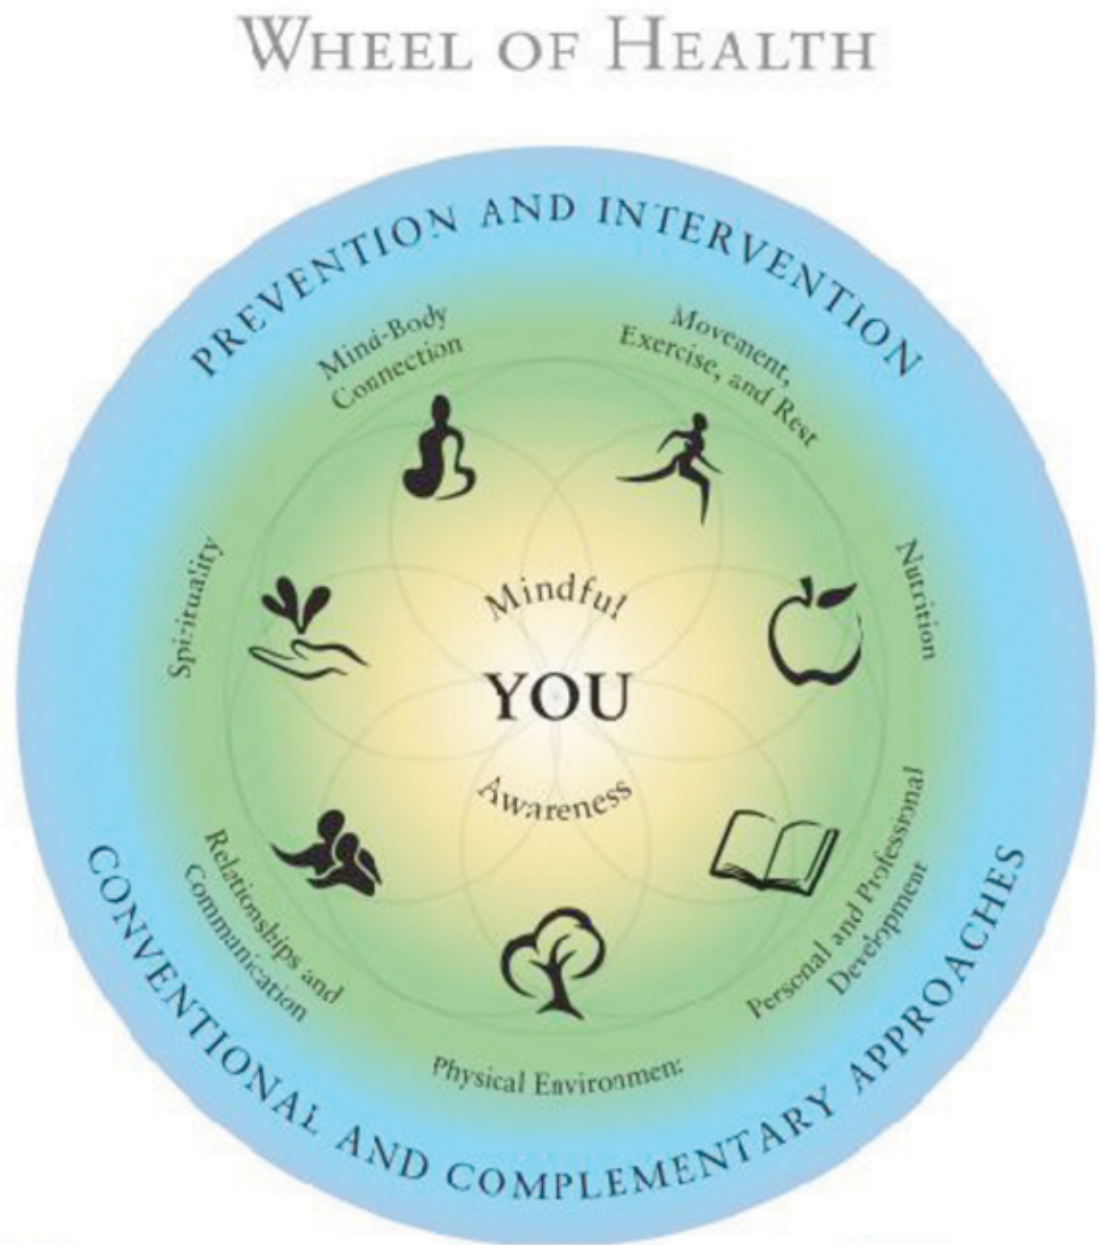 WHEEL OF HEALTH
PREVENTION AND INTERVENTION
Mind-Body
Connection
Movement,
Exercise, and Rest
Spirituality
Nutrition
Mindful
YOU
Awareness
Relationships and
Communication
Personal and Professional
Development
Physical Environment
CONVENTIONAL AND COMPLEMENTARY APPROACHES